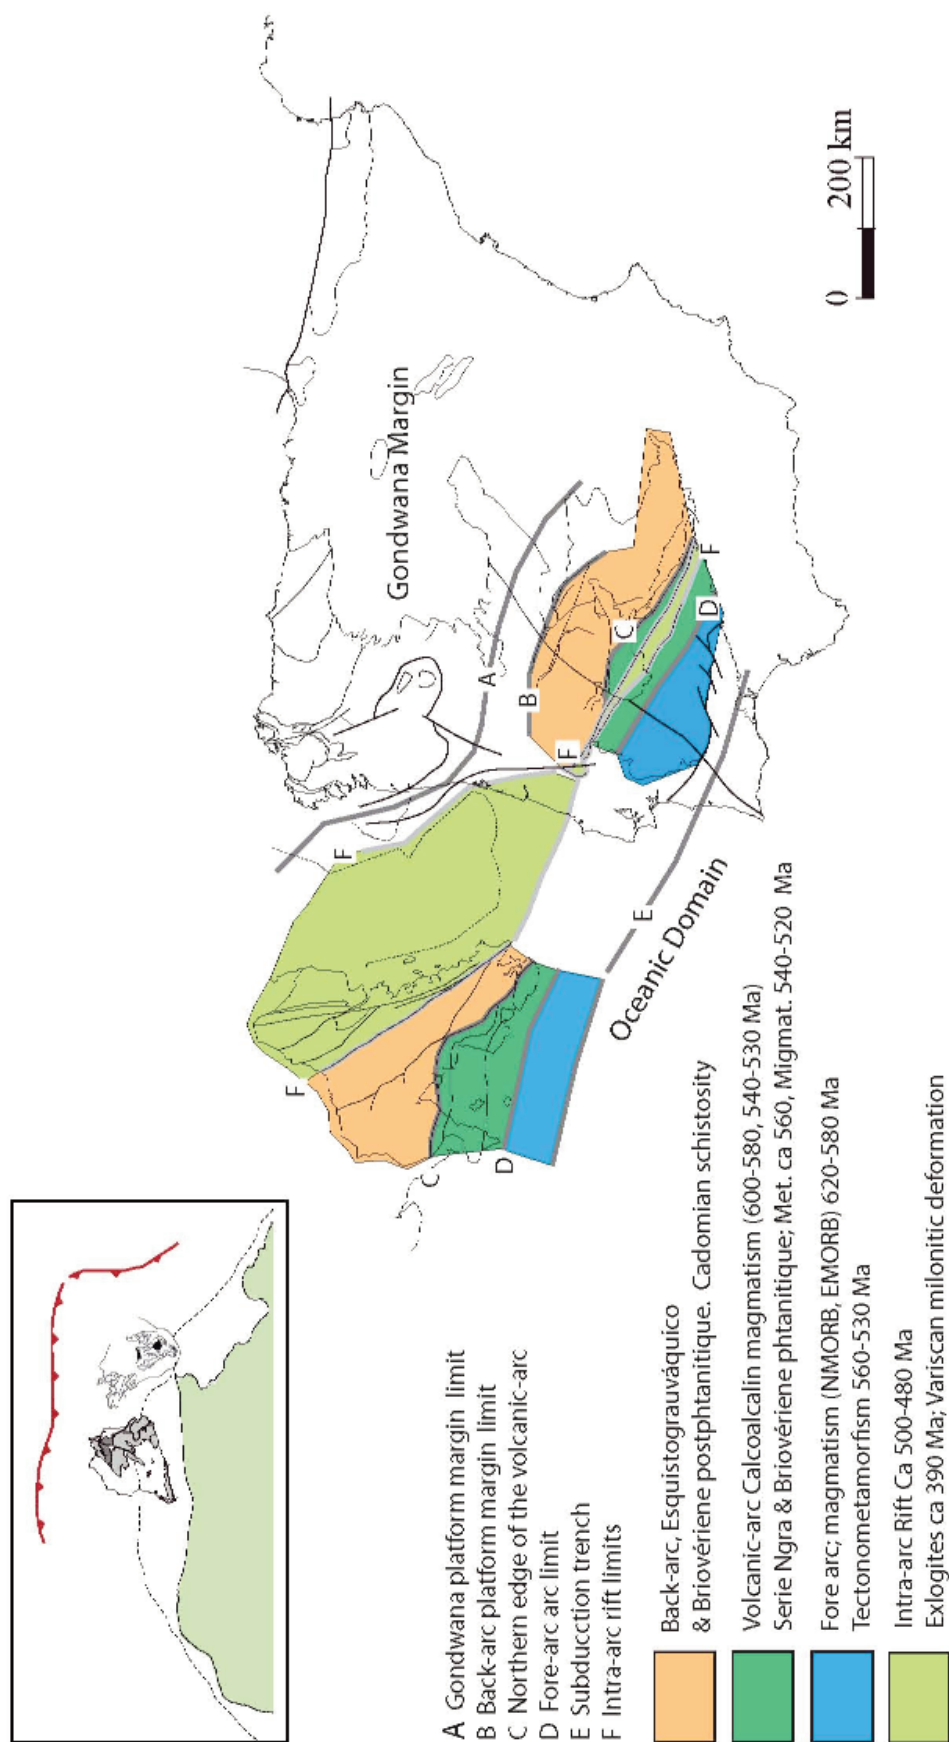 A Gondwana platform margin limit
B Back-arc platform margin limit
C Northern edge of the volcanic-arc
D Fore-arc arc limit
E Subducction trench
F Intra-arc rift limits
Back-arc, Esquistograuváquico
& Briovériene postphtanitique. Cadomian schistosity
Volcanic-arc Calcoalcalin magmatism (600-580, 540-530 Ma)
Serie Ngra & Briovériene phtanitique; Met. ca 560, Migmat. 540-520 Ma
Fore arc; magmatism (NMORB, EMORB) 620-580 Ma
Tectonometamorfism 560-530 Ma
Intra-arc Rift Ca 500-480 Ma
Exlogites ca 390 Ma; Variscan milonitic deformation
Gondwana Margin
Oceanic Domain
A
B
C
C
D
D
E
F
F
F
F
0 200 km